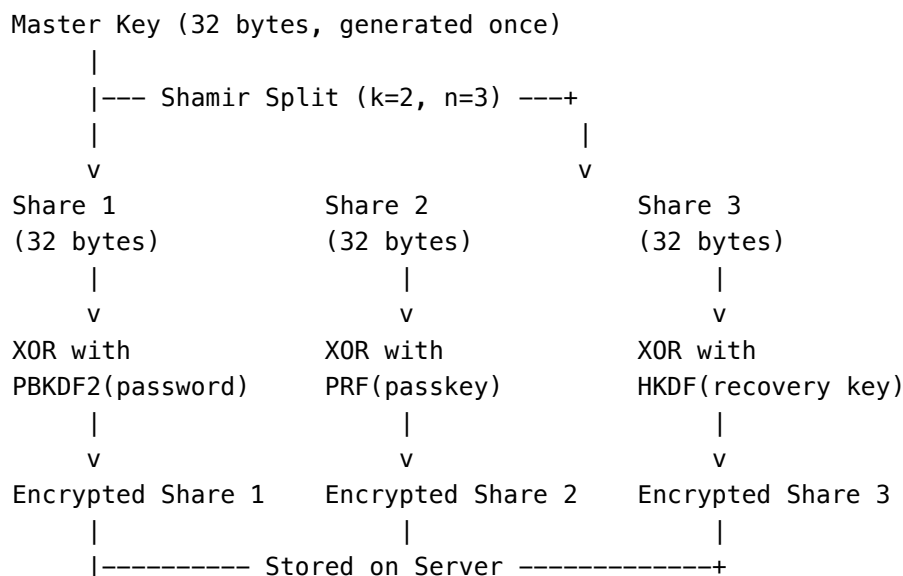 Master Key (32 bytes, generated once)
|
|--- Shamir Split (k=2, n=3) ---+
| |
v v
Share 1 Share 2 Share 3
(32 bytes) (32 bytes) (32 bytes)
| | |
v v v
XOR with XOR with XOR with
PBKDF2(password) PRF(passkey) HKDF(recovery key)
| | |
v v v
Encrypted Share 1 Encrypted Share 2 Encrypted Share 3
| | |
|---------- Stored on Server -------------+